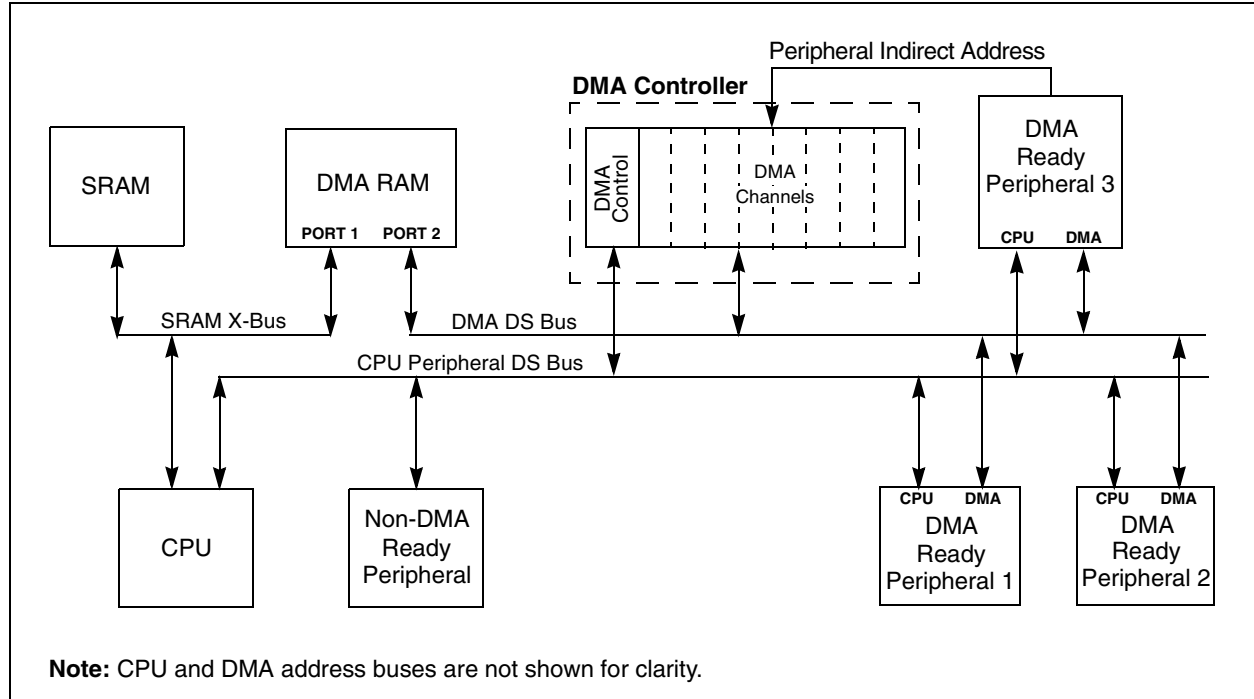 Peripheral Indirect Address
DMA Controller
SRAM
DMA RAM
PORT 1 PORT 2
DMA
Control
DMA
Channels
DMA
Ready
Peripheral 3
CPU DMA
SRAM X-Bus
DMA DS Bus
CPU Peripheral DS Bus
CPU
Non-DMA
Ready
Peripheral
CPU DMA
DMA
Ready
Peripheral 1
CPU DMA
DMA
Ready
Peripheral 2
Note: CPU and DMA address buses are not shown for clarity.